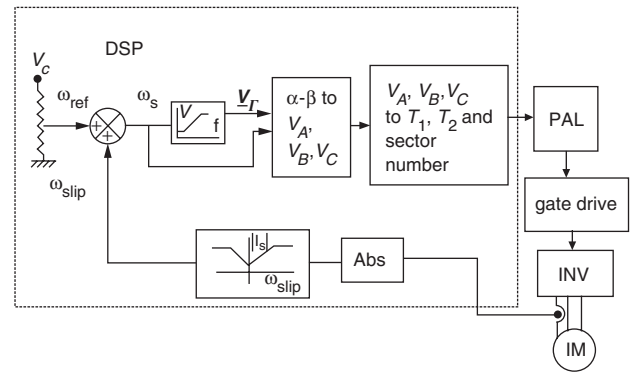 DSP
V_c
ω_ref
ω_s
V
f
V_Γ
α-β to
V_A,
V_B, V_C
V_A, V_B, V_C
to T_1, T_2 and
sector
number
PAL
ω_slip
gate drive
|I_s|
ω_slip
Abs
INV
IM